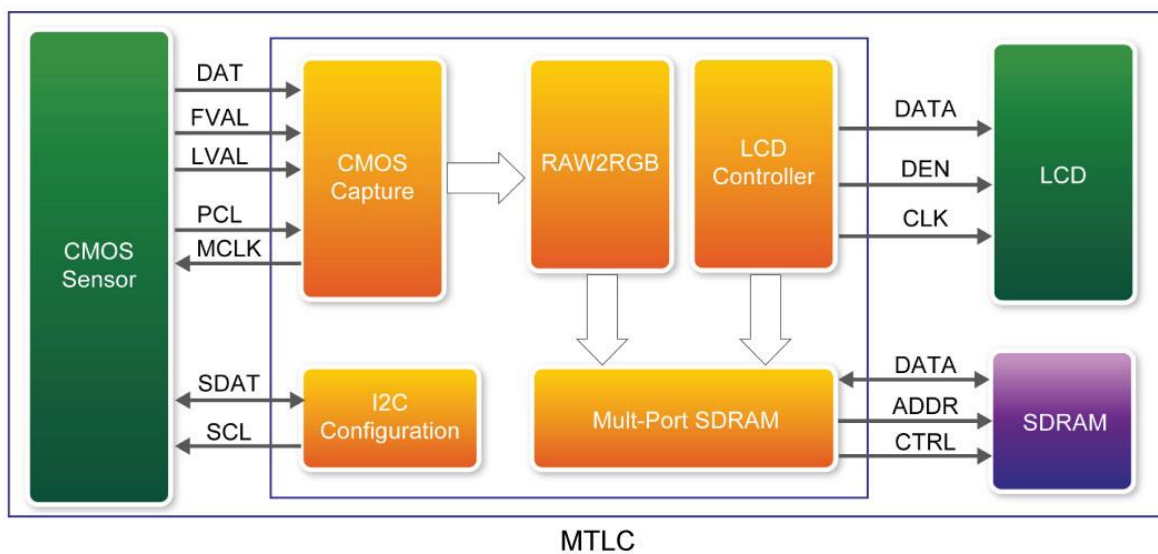 DAT
FVAL
LVAL
PCL
MCLK
SDAT
SCL
CMOS
Sensor
CMOS
Capture
I2C
Configuration
RAW2RGB
LCD
Controller
Mult-Port SDRAM
DATA
DEN
CLK
LCD
DATA
ADDR
CTRL
SDRAM
MTLC